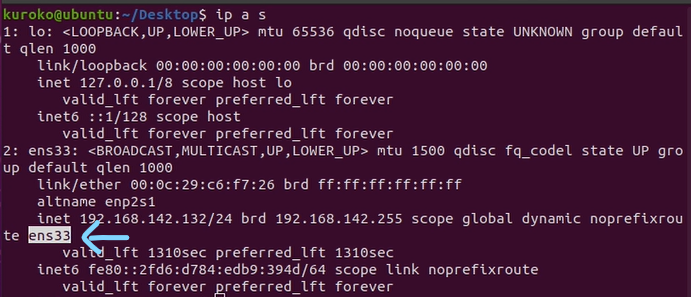 kuroko@ubuntu:~/Desktop$ ip a s
1: lo: <LOOPBACK,UP,LOWER_UP> mtu 65536 qdisc noqueue state UNKNOWN group defaul
t qlen 1000
    link/loopback 00:00:00:00:00:00 brd 00:00:00:00:00:00
    inet 127.0.0.1/8 scope host lo
       valid_lft forever preferred_lft forever
    inet6 ::1/128 scope host
       valid_lft forever preferred_lft forever
2: ens33: <BROADCAST,MULTICAST,UP,LOWER_UP> mtu 1500 qdisc fq_codel state UP gro
up default qlen 1000
    link/ether 00:0c:29:c6:f7:26 brd ff:ff:ff:ff:ff:ff
    altname enp2s1
    inet 192.168.142.132/24 brd 192.168.142.255 scope global dynamic noprefixrou
te ens33
       valid_lft 1310sec preferred_lft 1310sec
    inet6 fe80::2fd6:d784:edb9:394d/64 scope link noprefixroute
       valid_lft forever preferred_lft forever